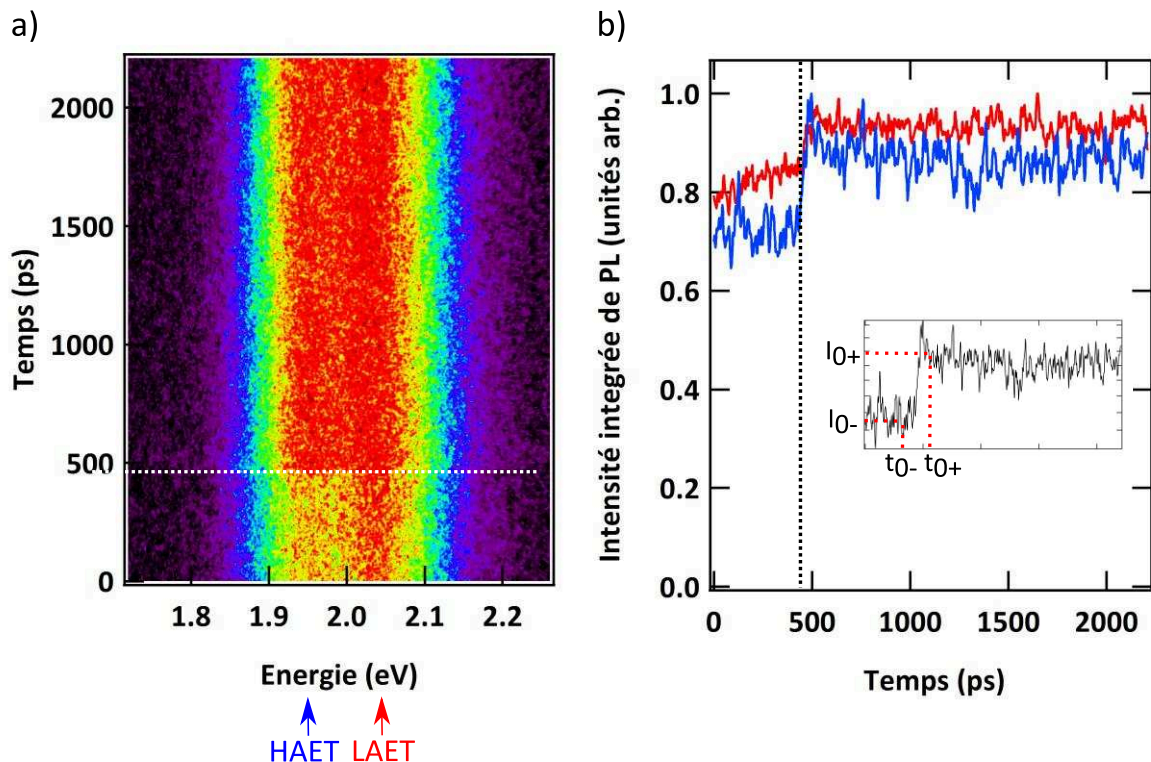 a)
Temps (ps)
2000
1500
1000
500
0
1.8 1.9 2.0 2.1 2.2
Energie (eV)
HAET LAET
b)
Intensité integrée de PL (unités arb.)
1.0
0.8
0.6
0.4
0.2
0.0
I0+
I0-
t0- t0+
0 500 1000 1500 2000
Temps (ps)